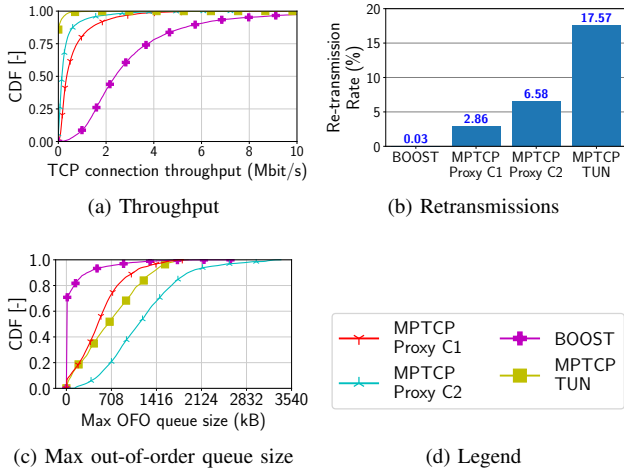 1.00
0.75
0.50
0.25
0.00
CDF [-]
0 2 4 6 8 10
TCP connection throughput (Mbit/s)
(a) Throughput
20
15
10
5
0
Re-transmission
Rate (%)
0.03
2.86
6.58
17.57
BOOST
MPTCP
Proxy C1
MPTCP
Proxy C2
MPTCP
TUN
(b) Retransmissions
1.0
0.8
0.6
0.4
0.2
0.0
CDF [-]
0 708 1416 2124 2832 3540
Max OFO queue size (kB)
(c) Max out-of-order queue size
MPTCP
Proxy C1
MPTCP
Proxy C2
BOOST
MPTCP
TUN
(d) Legend